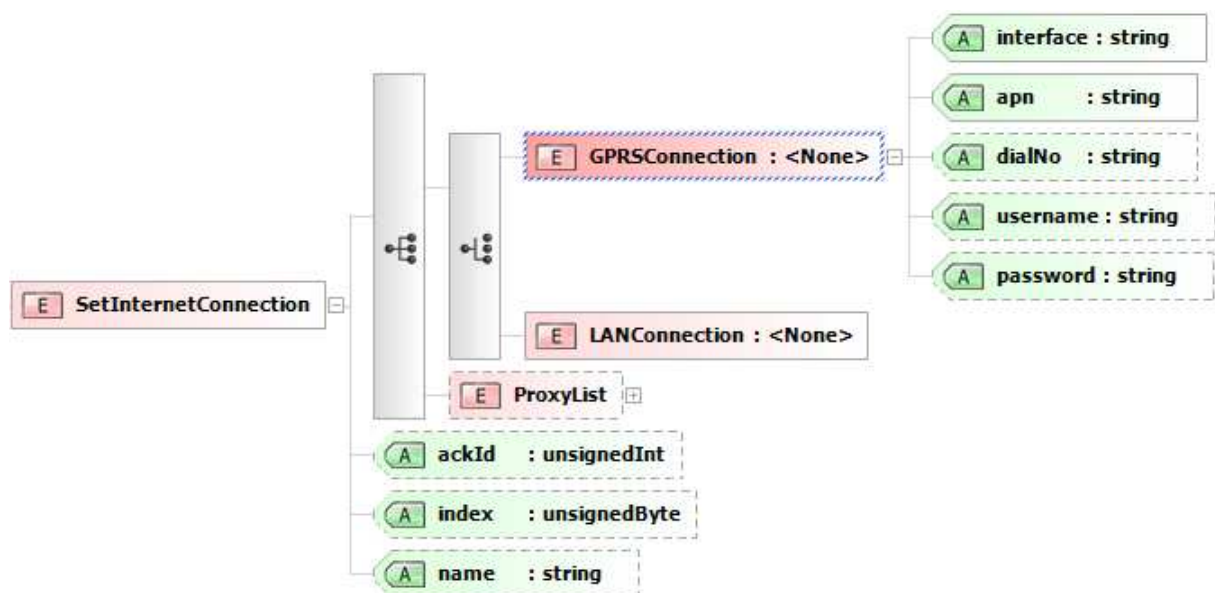 A interface : string
A apn : string
E GPRSConnection : <None>
A dialNo : string
A username : string
E SetInternetConnection
A password : string
E LANConnection : <None>
E ProxyList
A ackId : unsignedInt
A index : unsignedByte
A name : string